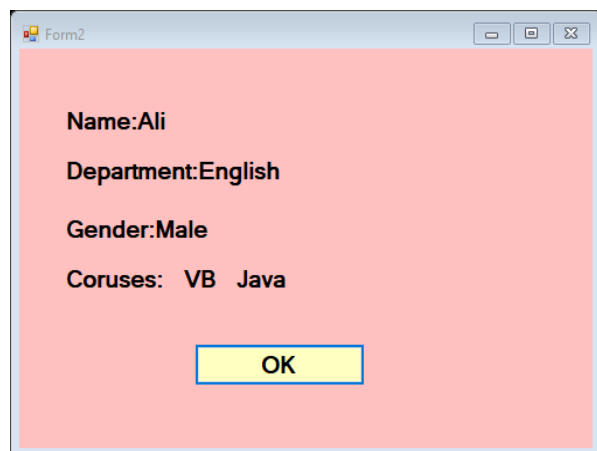 Form2
Name:Ali
Department:English
Gender:Male
Coruses: VB Java
OK